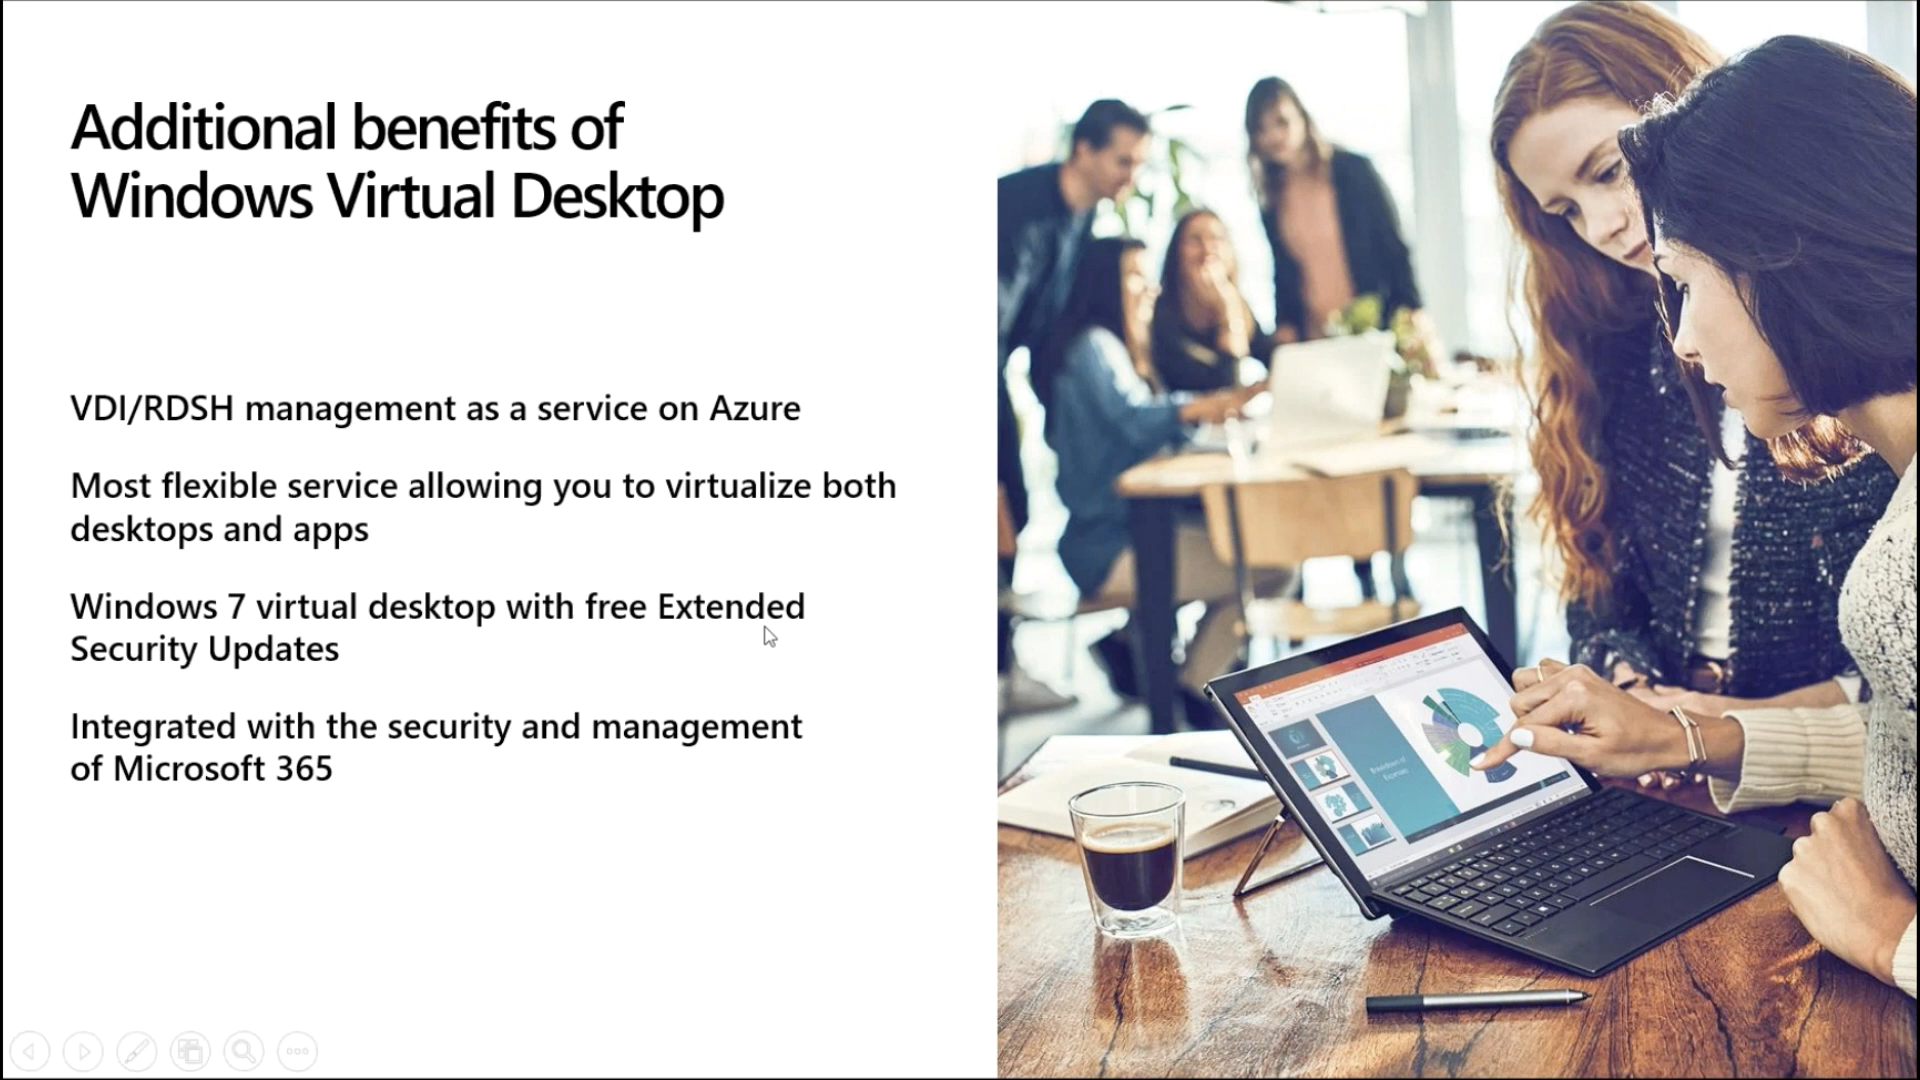 Additional benefits of
Windows Virtual Desktop
VDI/RDSH management as a service on Azure
Most flexible service allowing you to virtualize both
desktops and apps
Windows 7 virtual desktop with free Extended
Security Updates
Integrated with the security and management
of Microsoft 365